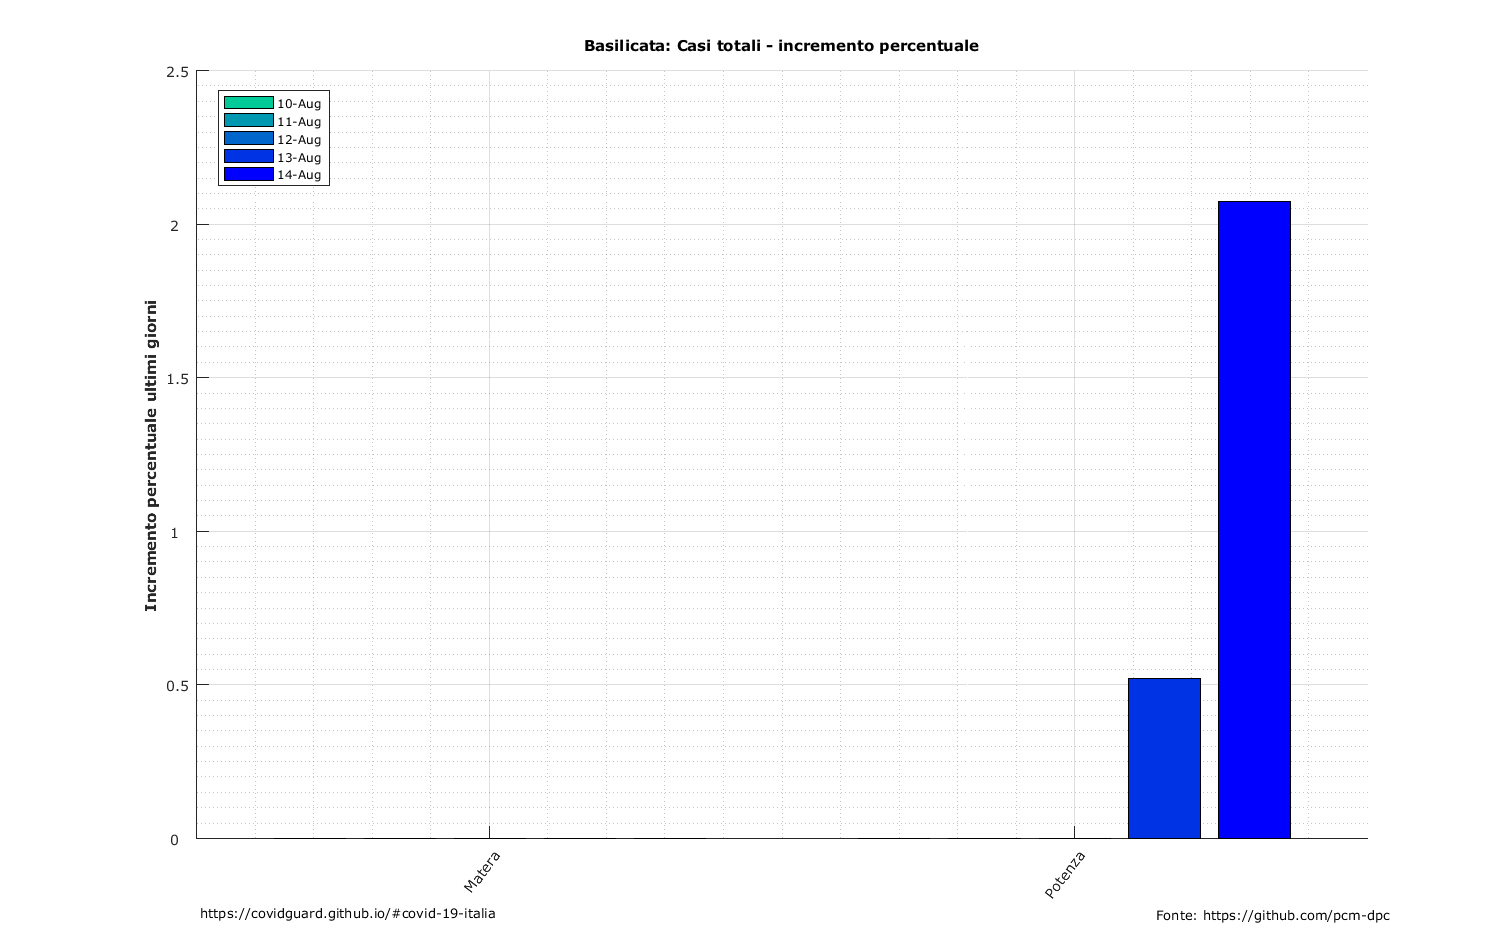 Basilicata: Casi totali - incremento percentuale
2.5
2
1.5
1
0.5
0
Incremento percentuale ultimi giorni
10-Aug
11-Aug
12-Aug
13-Aug
14-Aug
Matera
Potenza
https://covidguard.github.io/#covid-19-italia
Fonte: https://github.com/pcm-dpc